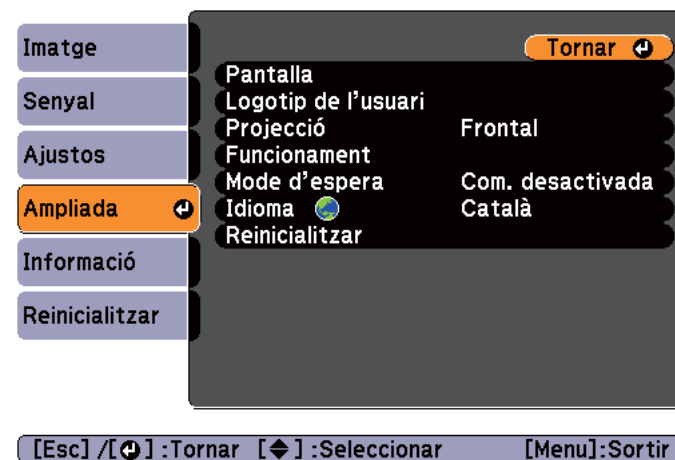 Imatge
Senyal
Ajustos
Ampliada
Informació
Reinicialitzar
Tornar
Pantalla
Logotip de l'usuari
Projecció Frontal
Funcionament
Mode d'espera Com. desactivada
Idioma Català
Reinicialitzar
[Esc] /[ ] :Tornar [ ] :Seleccionar [Menu]:Sortir